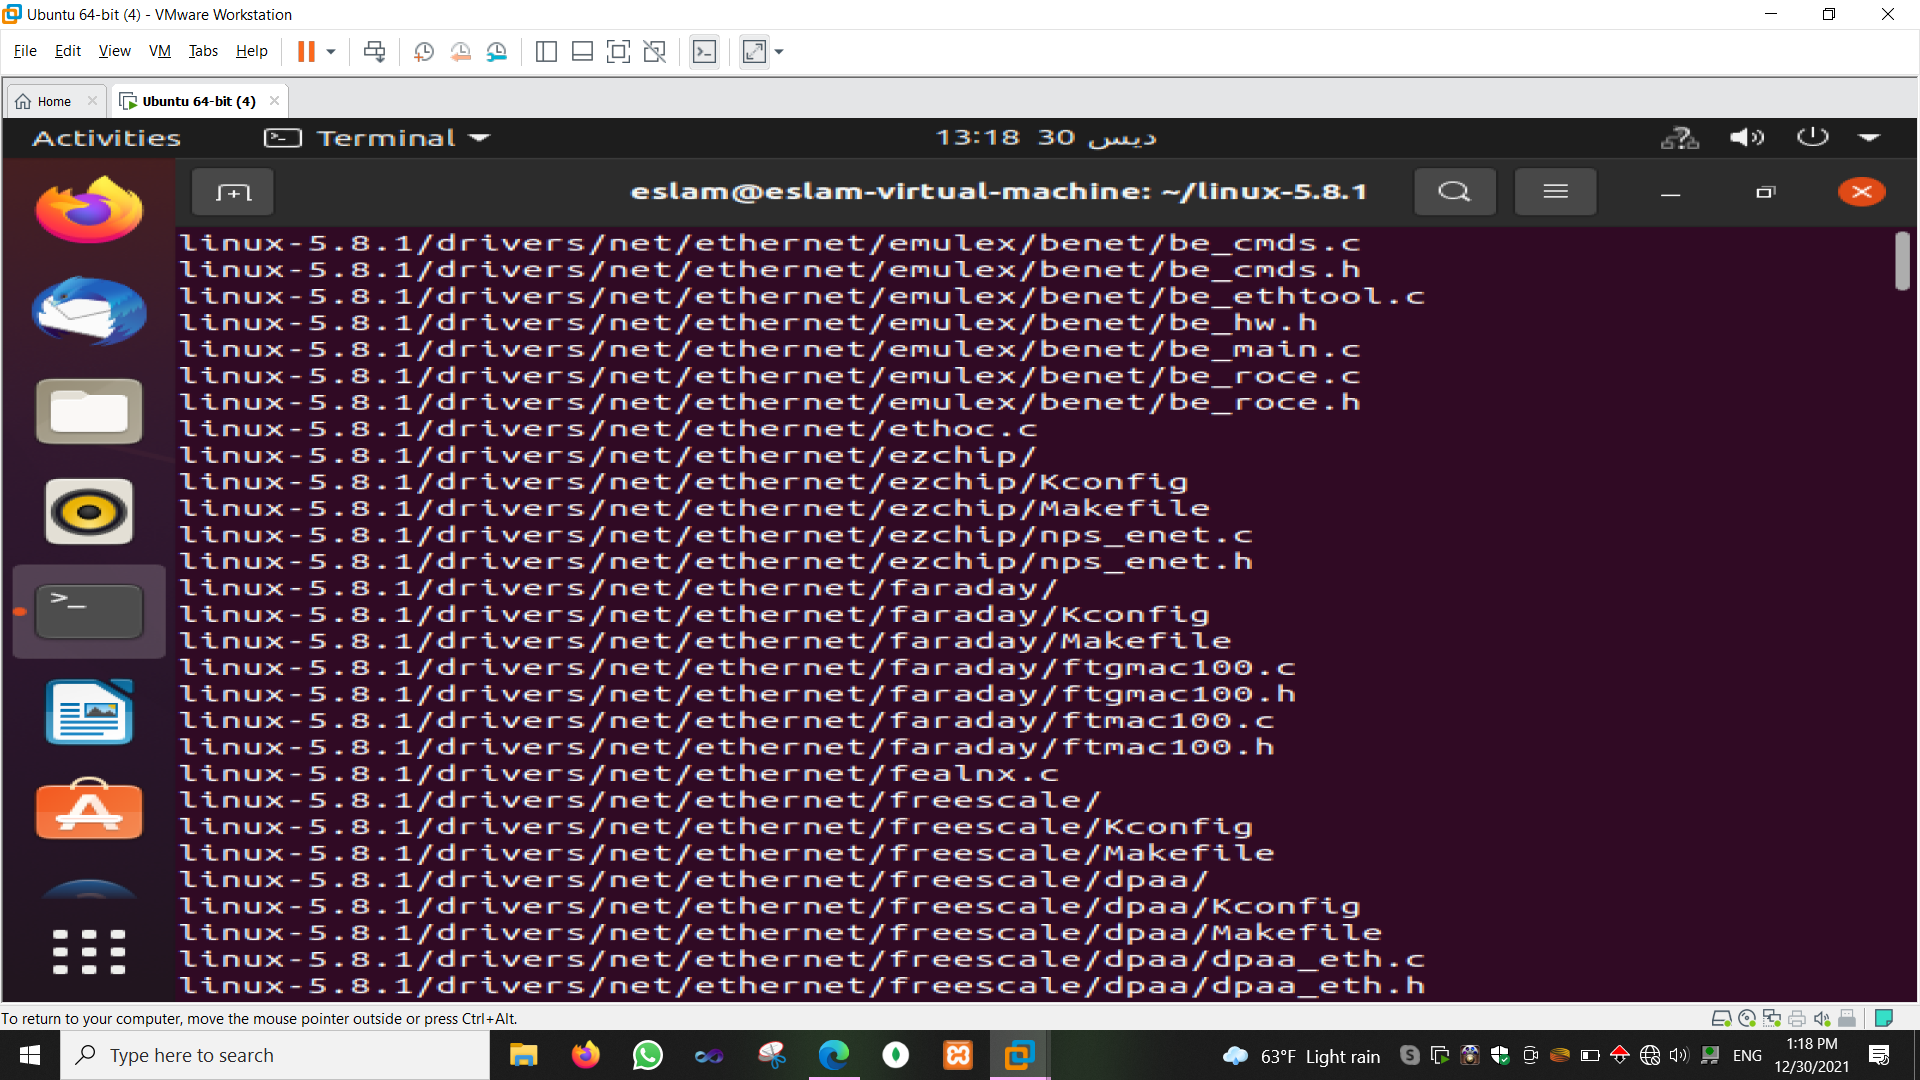 Ubuntu 64-bit (4) - VMware Workstation
File Edit View VM Tabs Help
Home Ubuntu 64-bit (4)
Activities Terminal 13:18 30 ديس
eslam@eslam-virtual-machine: ~/linux-5.8.1
linux-5.8.1/drivers/net/ethernet/emulex/benet/be_cmds.c
linux-5.8.1/drivers/net/ethernet/emulex/benet/be_cmds.h
linux-5.8.1/drivers/net/ethernet/emulex/benet/be_ethtool.c
linux-5.8.1/drivers/net/ethernet/emulex/benet/be_hw.h
linux-5.8.1/drivers/net/ethernet/emulex/benet/be_main.c
linux-5.8.1/drivers/net/ethernet/emulex/benet/be_roce.c
linux-5.8.1/drivers/net/ethernet/emulex/benet/be_roce.h
linux-5.8.1/drivers/net/ethernet/ethoc.c
linux-5.8.1/drivers/net/ethernet/ezchip/
linux-5.8.1/drivers/net/ethernet/ezchip/Kconfig
linux-5.8.1/drivers/net/ethernet/ezchip/Makefile
linux-5.8.1/drivers/net/ethernet/ezchip/nps_enet.c
linux-5.8.1/drivers/net/ethernet/ezchip/nps_enet.h
linux-5.8.1/drivers/net/ethernet/faraday/
linux-5.8.1/drivers/net/ethernet/faraday/Kconfig
linux-5.8.1/drivers/net/ethernet/faraday/Makefile
linux-5.8.1/drivers/net/ethernet/faraday/ftgmac100.c
linux-5.8.1/drivers/net/ethernet/faraday/ftgmac100.h
linux-5.8.1/drivers/net/ethernet/faraday/ftmac100.c
linux-5.8.1/drivers/net/ethernet/faraday/ftmac100.h
linux-5.8.1/drivers/net/ethernet/fealnx.c
linux-5.8.1/drivers/net/ethernet/freescale/
linux-5.8.1/drivers/net/ethernet/freescale/Kconfig
linux-5.8.1/drivers/net/ethernet/freescale/Makefile
linux-5.8.1/drivers/net/ethernet/freescale/dpaa/
linux-5.8.1/drivers/net/ethernet/freescale/dpaa/Kconfig
linux-5.8.1/drivers/net/ethernet/freescale/dpaa/Makefile
linux-5.8.1/drivers/net/ethernet/freescale/dpaa/dpaa_eth.c
linux-5.8.1/drivers/net/ethernet/freescale/dpaa/dpaa_eth.h
To return to your computer, move the mouse pointer outside or press Ctrl+Alt.
Type here to search
63°F Light rain
ENG
1:18 PM
12/30/2021